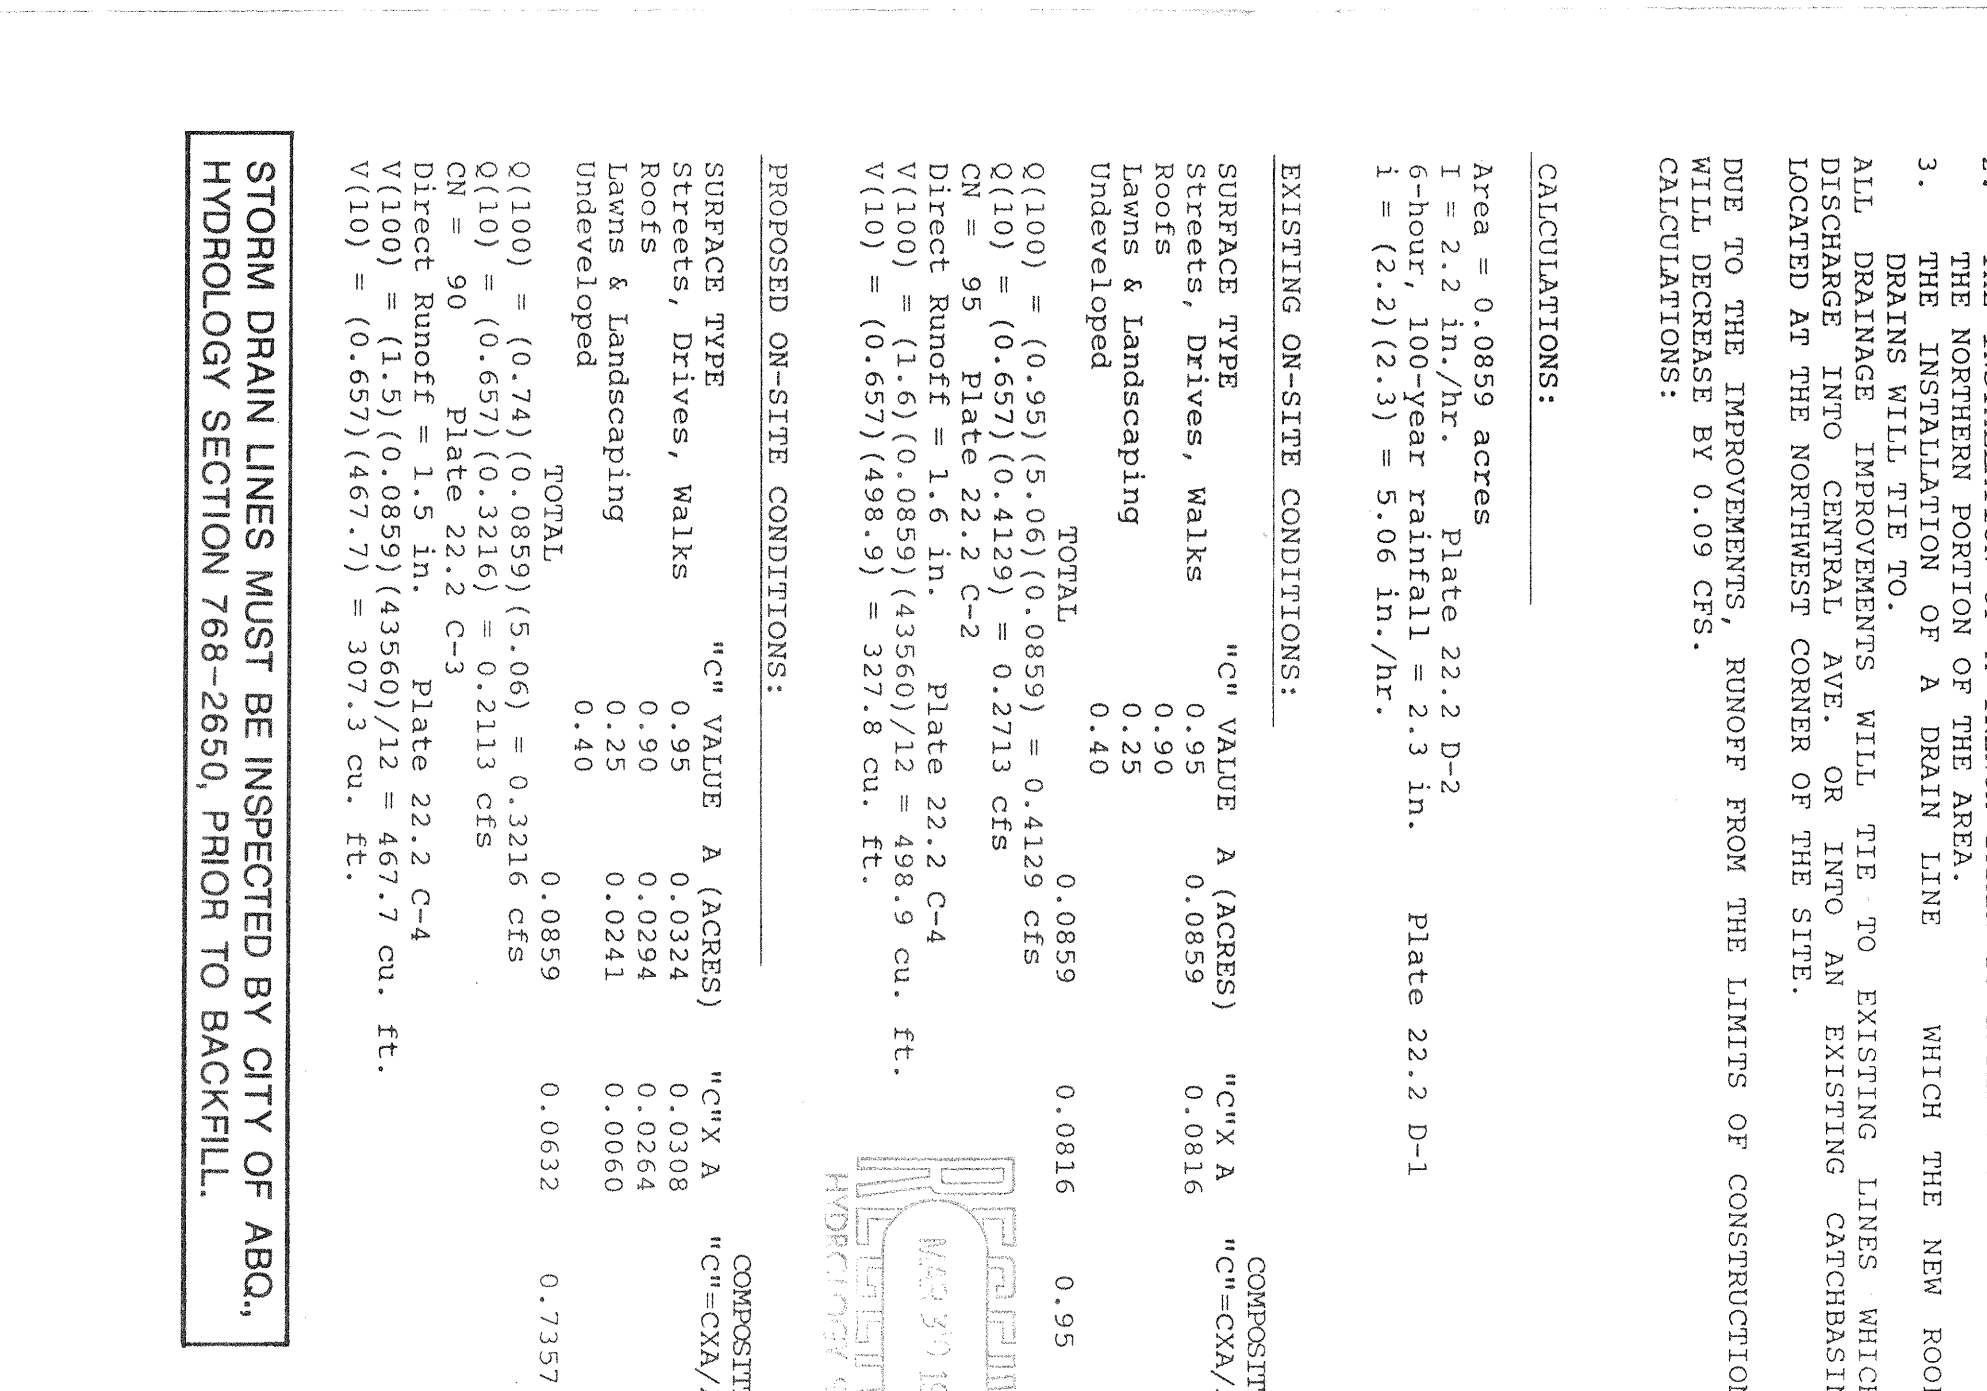 2.
THE NORTHERN PORTION OF THE AREA.
3. THE INSTALLATION OF A DRAIN LINE WHICH THE NEW ROOF
DRAINS WILL TIE TO.
ALL DRAINAGE IMPROVEMENTS WILL TIE TO EXISTING LINES WHICH
DISCHARGE INTO CENTRAL AVE. OR INTO AN EXISTING CATCHBASIN
LOCATED AT THE NORTHWEST CORNER OF THE SITE.
DUE TO THE IMPROVEMENTS, RUNOFF FROM THE LIMITS OF CONSTRUCTION
WILL DECREASE BY 0.09 CFS.
CALCULATIONS:
CALCULATIONS:
Area = 0.0859 acres
I = 2.2 in./hr. Plate 22.2 D-2
6-hour, 100-year rainfall = 2.3 in. Plate 22.2 D-1
i = (2.2)(2.3) = 5.06 in./hr.
EXISTING ON-SITE CONDITIONS:
COMPOSIT
SURFACE TYPE "C" VALUE A (ACRES) "C"X A "C"=CXA/
Streets, Drives, Walks 0.95 0.0859 0.0816
Roofs 0.90
Lawns & Landscaping 0.25
Undeveloped 0.40
TOTAL 0.0859 0.0816 0.95
Q(100) = (0.95)(5.06)(0.0859) = 0.4129 cfs
Q(10) = (0.657)(0.4129) = 0.2713 cfs
CN = 95 Plate 22.2 C-2
Direct Runoff = 1.6 in. Plate 22.2 C-4
V(100) = (1.6)(0.0859)(43560)/12 = 498.9 cu. ft.
V(10) = (0.657)(498.9) = 327.8 cu. ft.
MAR 30
HYDROLOGY
PROPOSED ON-SITE CONDITIONS:
COMPOSIT
SURFACE TYPE "C" VALUE A (ACRES) "C"X A "C"=CXA/
Streets, Drives, Walks 0.95 0.0324 0.0308
Roofs 0.90 0.0294 0.0264
Lawns & Landscaping 0.25 0.0241 0.0060
Undeveloped 0.40
TOTAL 0.0859 0.0632 0.7357
Q(100) = (0.74)(0.0859)(5.06) = 0.3216 cfs
Q(10) = (0.657)(0.3216) = 0.2113 cfs
CN = 90 Plate 22.2 C-3
Direct Runoff = 1.5 in. Plate 22.2 C-4
V(100) = (1.5)(0.0859)(43560)/12 = 467.7 cu. ft.
V(10) = (0.657)(467.7) = 307.3 cu. ft.
STORM DRAIN LINES MUST BE INSPECTED BY CITY OF ABQ.,
HYDROLOGY SECTION 768-2650, PRIOR TO BACKFILL.